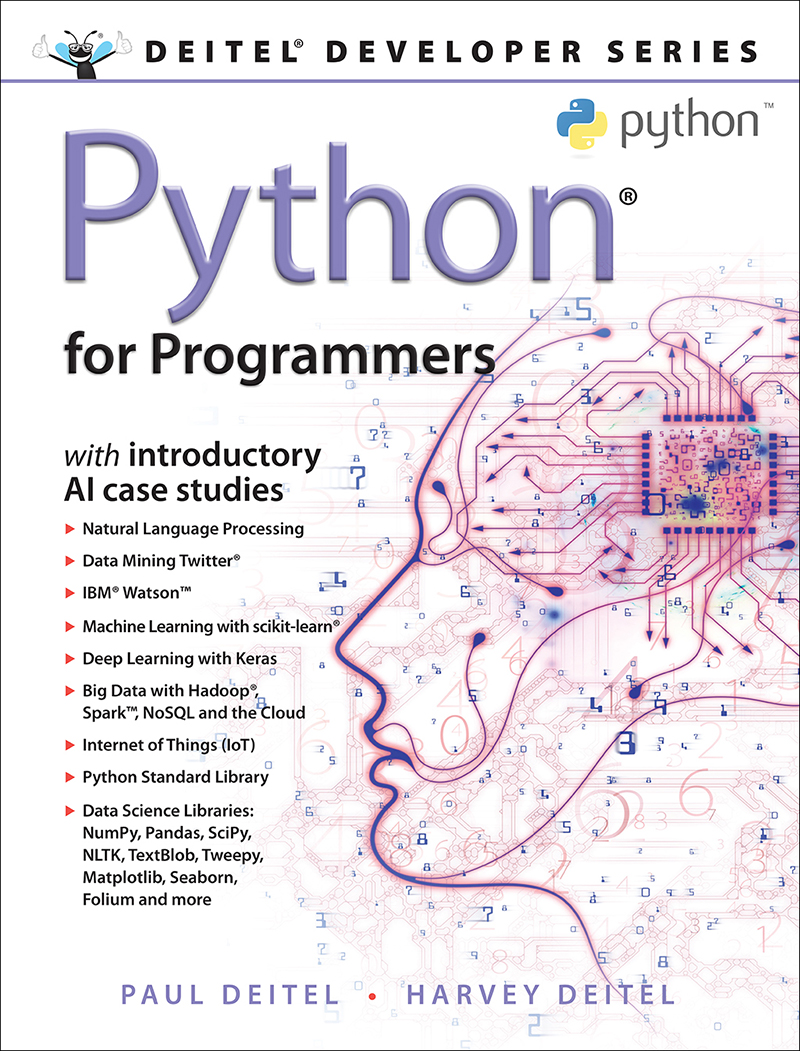 DEITEL® DEVELOPER SERIES
python™
Python®
for Programmers
with introductory
AI case studies
Natural Language Processing
Data Mining Twitter®
IBM® Watson™
Machine Learning with scikit-learn®
Deep Learning with Keras
Big Data with Hadoop®,
Spark™, NoSQL and the Cloud
Internet of Things (IoT)
Python Standard Library
Data Science Libraries:
NumPy, Pandas, SciPy,
NLTK, TextBlob, Tweepy,
Matplotlib, Seaborn,
Folium and more
PAUL DEITEL • HARVEY DEITEL